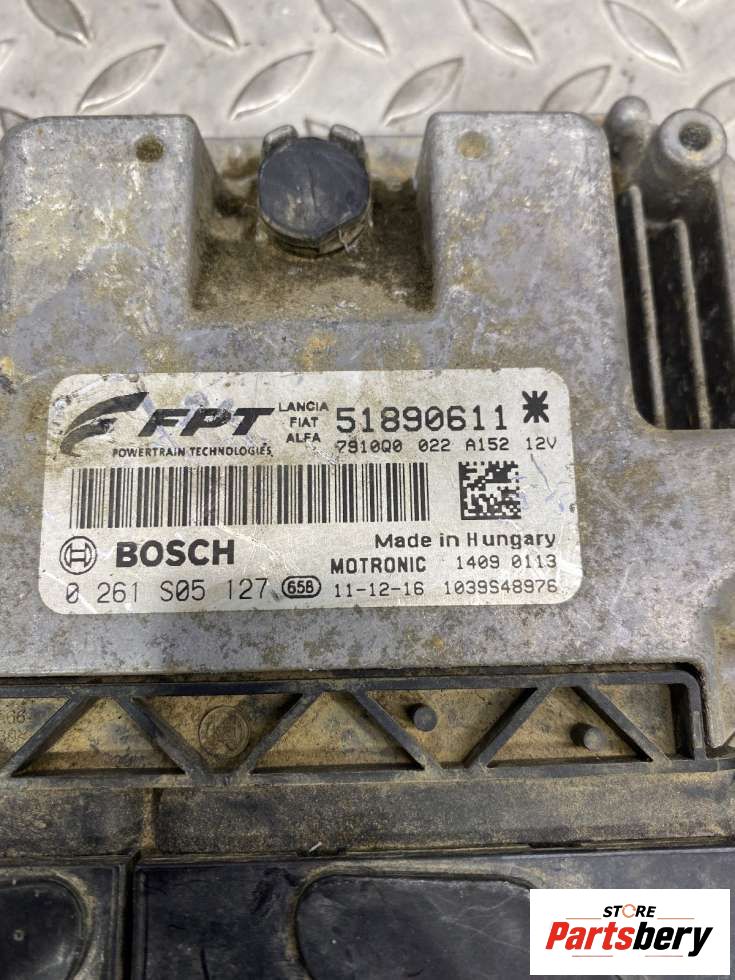 FPT
POWERTRAIN TECHNOLOGIES
LANCIA
FIAT
ALFA
51890611
7910Q0 022 A152 12V
BOSCH
Made in Hungary
MOTRONIC 1409 0113
0 261 S05 127 658 11-12-16 1039S48976
STORE
Partsbery